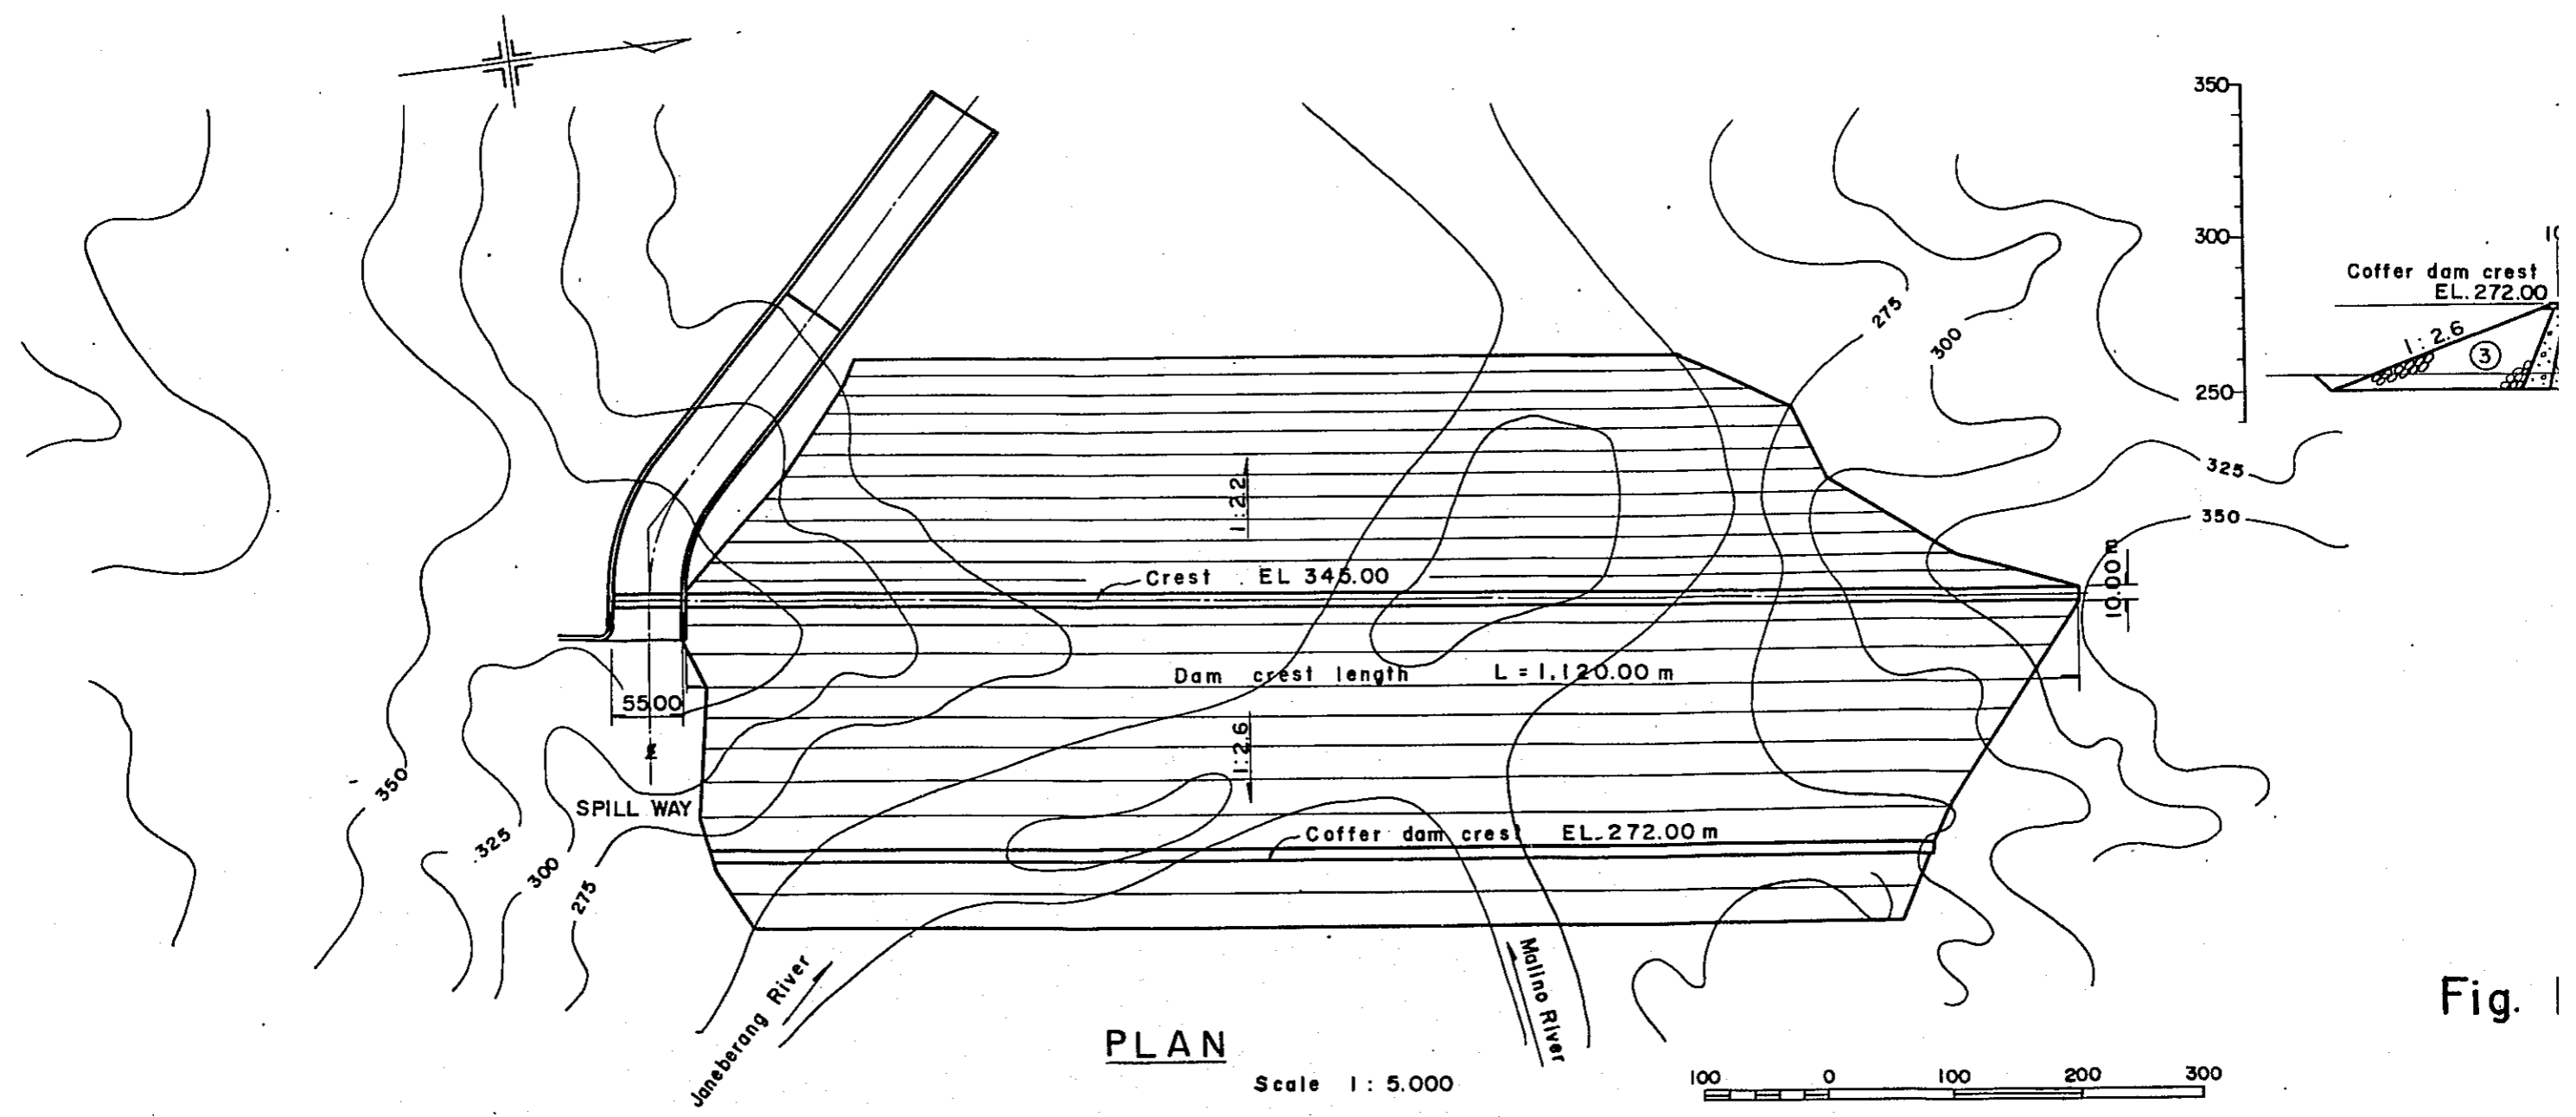 350
300
250
10
Coffer dam crest
EL.272.00
1:2.6
3
275
300
325
350
1:2.2
Crest EL 345.00
10.00m
Dam crest length L = 1,120.00 m
55.00
1:2.6
350
SPILL WAY
325
300
275
Coffer dam crest EL.272.00 m
Janeberang River
Malino River
Fig.
PLAN
Scale 1: 5.000
100 0 100 200 300